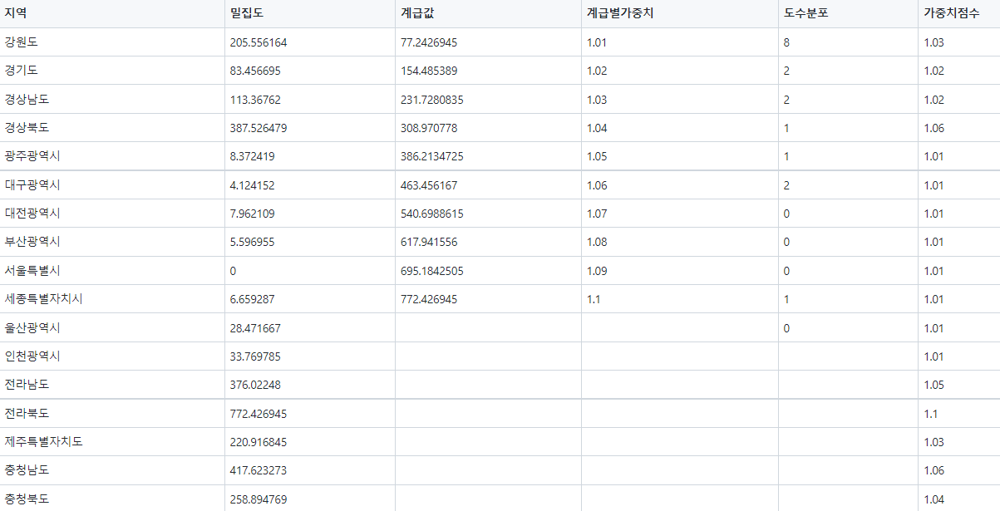 지역 밀집도 계급값 계급별가중치 도수분포 가중치점수
강원도 205.556164 77.2426945 1.01 8 1.03
경기도 83.456695 154.485389 1.02 2 1.02
경상남도 113.36762 231.7280835 1.03 2 1.02
경상북도 387.526479 308.970778 1.04 1 1.06
광주광역시 8.372419 386.2134725 1.05 1 1.01
대구광역시 4.124152 463.456167 1.06 2 1.01
대전광역시 7.962109 540.6988615 1.07 0 1.01
부산광역시 5.596955 617.941556 1.08 0 1.01
서울특별시 0 695.1842505 1.09 0 1.01
세종특별자치시 6.659287 772.426945 1.1 1 1.01
울산광역시 28.471667 0 1.01
인천광역시 33.769785 1.01
전라남도 376.02248 1.05
전라북도 772.426945 1.1
제주특별자치도 220.916845 1.03
충청남도 417.623273 1.06
충청북도 258.894769 1.04